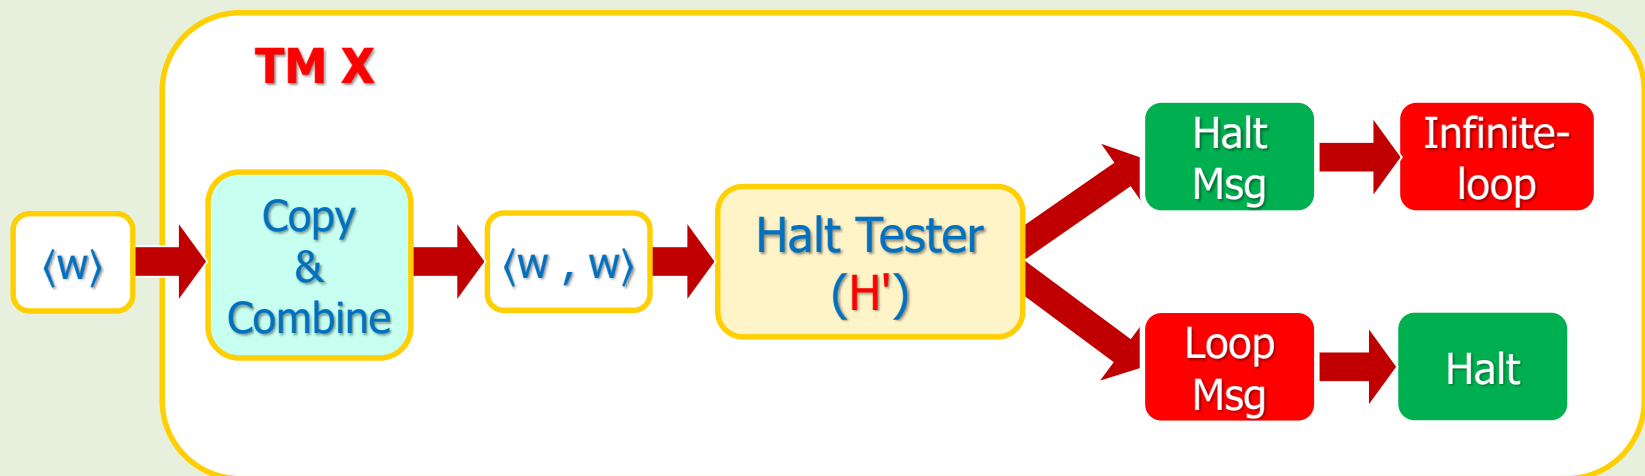 TM X
⟨w⟩
Copy
&
Combine
⟨w , w⟩
Halt Tester
(H')
Halt
Msg
Infinite-
loop
Loop
Msg
Halt